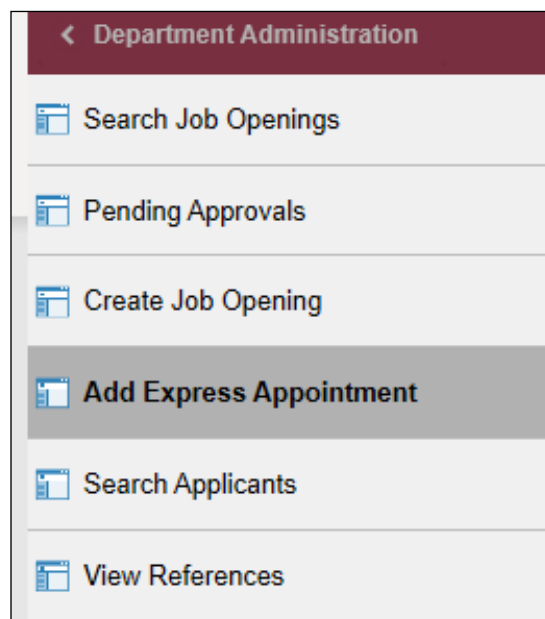 Department Administration
Search Job Openings
Pending Approvals
Create Job Opening
Add Express Appointment
Search Applicants
View References